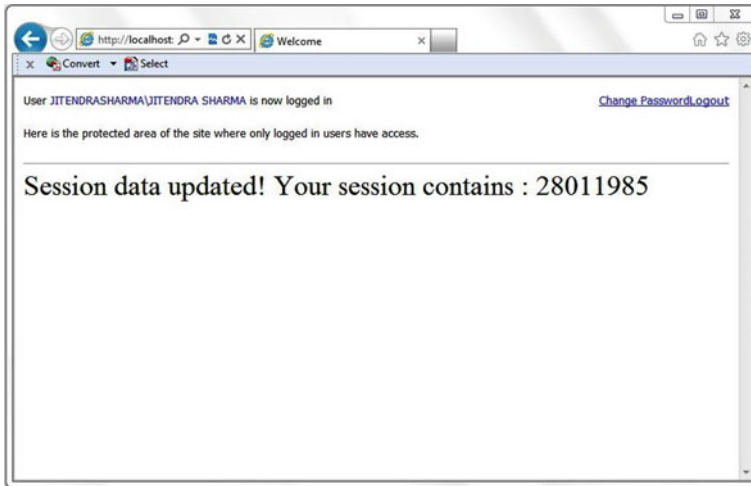 http://localhost:
Welcome
x Convert Select
User JITENDRASHARMA\JITENDRA SHARMA is now logged in
Change PasswordLogout
Here is the protected area of the site where only logged in users have access.
Session data updated! Your session contains : 28011985